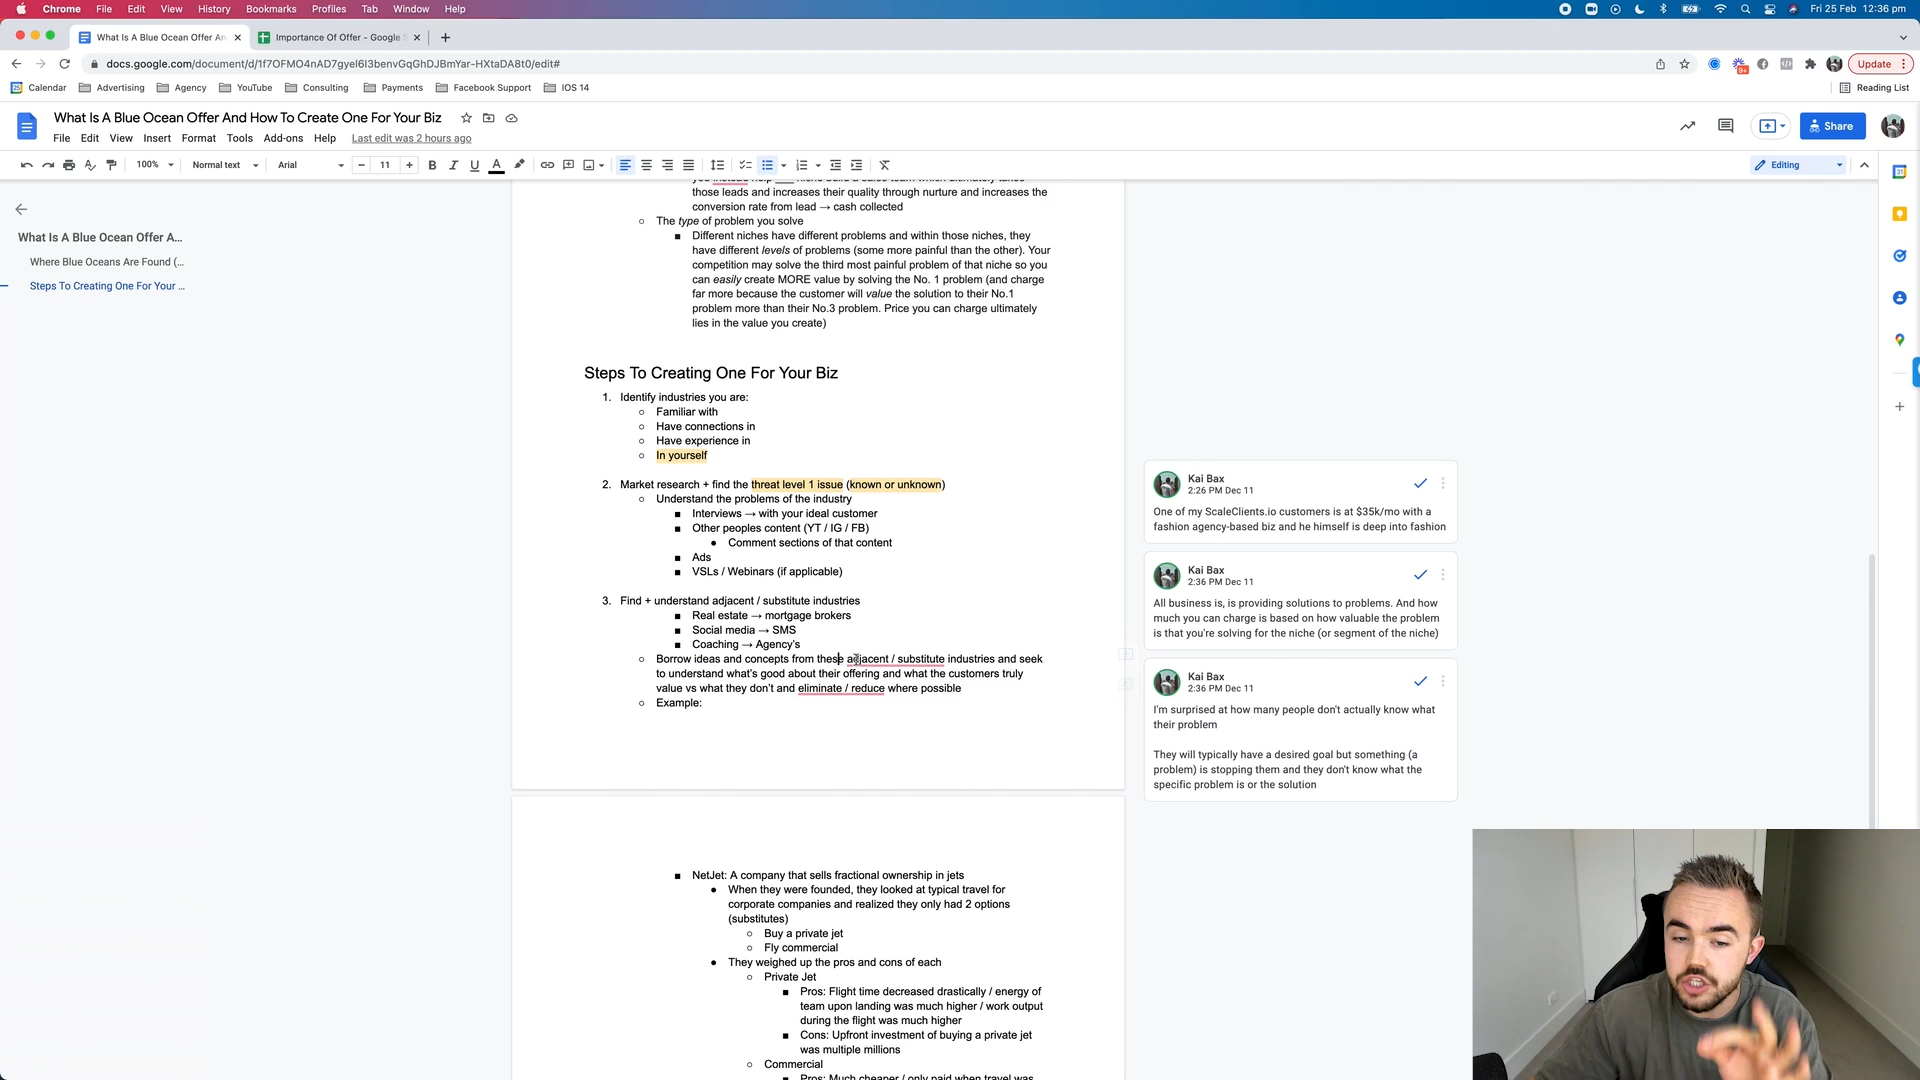 Chrome File Edit View History Bookmarks Profiles Tab Window Help
Fri 25 Feb 12:36 pm
What Is A Blue Ocean Offer An
Importance Of Offer - Google
docs.google.com/document/d/1f7OFMO4nAD7gyel6I3benvGqGhDJBmYar-HXtaDA8t0/edit#
9+
Update
Calendar Advertising Agency YouTube Consulting Payments Facebook Support IOS 14
Reading List
What Is A Blue Ocean Offer And How To Create One For Your Biz
File Edit View Insert Format Tools Add-ons Help Last edit was 2 hours ago
Share
100% Normal text Arial 11
Editing
What Is A Blue Ocean Offer A...
Where Blue Oceans Are Found (...
Steps To Creating One For Your ...
those leads and increases their quality through nurture and increases the
conversion rate from lead → cash collected
○ The type of problem you solve
■ Different niches have different problems and within those niches, they
have different levels of problems (some more painful than the other). Your
competition may solve the third most painful problem of that niche so you
can easily create MORE value by solving the No. 1 problem (and charge
far more because the customer will value the solution to their No.1
problem more than their No.3 problem. Price you can charge ultimately
lies in the value you create)
Steps To Creating One For Your Biz
1. Identify industries you are:
○ Familiar with
○ Have connections in
○ Have experience in
○ In yourself
2. Market research + find the threat level 1 issue (known or unknown)
○ Understand the problems of the industry
■ Interviews → with your ideal customer
■ Other peoples content (YT / IG / FB)
● Comment sections of that content
■ Ads
■ VSLs / Webinars (if applicable)
3. Find + understand adjacent / substitute industries
■ Real estate → mortgage brokers
■ Social media → SMS
■ Coaching → Agency's
○ Borrow ideas and concepts from these adjacent / substitute industries and seek
to understand what's good about their offering and what the customers truly
value vs what they don't and eliminate / reduce where possible
○ Example:
■ NetJet: A company that sells fractional ownership in jets
● When they were founded, they looked at typical travel for
corporate companies and realized they only had 2 options
(substitutes)
○ Buy a private jet
○ Fly commercial
● They weighed up the pros and cons of each
○ Private Jet
■ Pros: Flight time decreased drastically / energy of
team upon landing was much higher / work output
during the flight was much higher
■ Cons: Upfront investment of buying a private jet
was multiple millions
○ Commercial
■ Pros: Much cheaper / only paid when travel was
Kai Bax
2:26 PM Dec 11
One of my ScaleClients.io customers is at $35k/mo with a
fashion agency-based biz and he himself is deep into fashion
Kai Bax
2:36 PM Dec 11
All business is, is providing solutions to problems. And how
much you can charge is based on how valuable the problem
is that you're solving for the niche (or segment of the niche)
Kai Bax
2:36 PM Dec 11
I'm surprised at how many people don't actually know what
their problem
They will typically have a desired goal but something (a
problem) is stopping them and they don't know what the
specific problem is or the solution